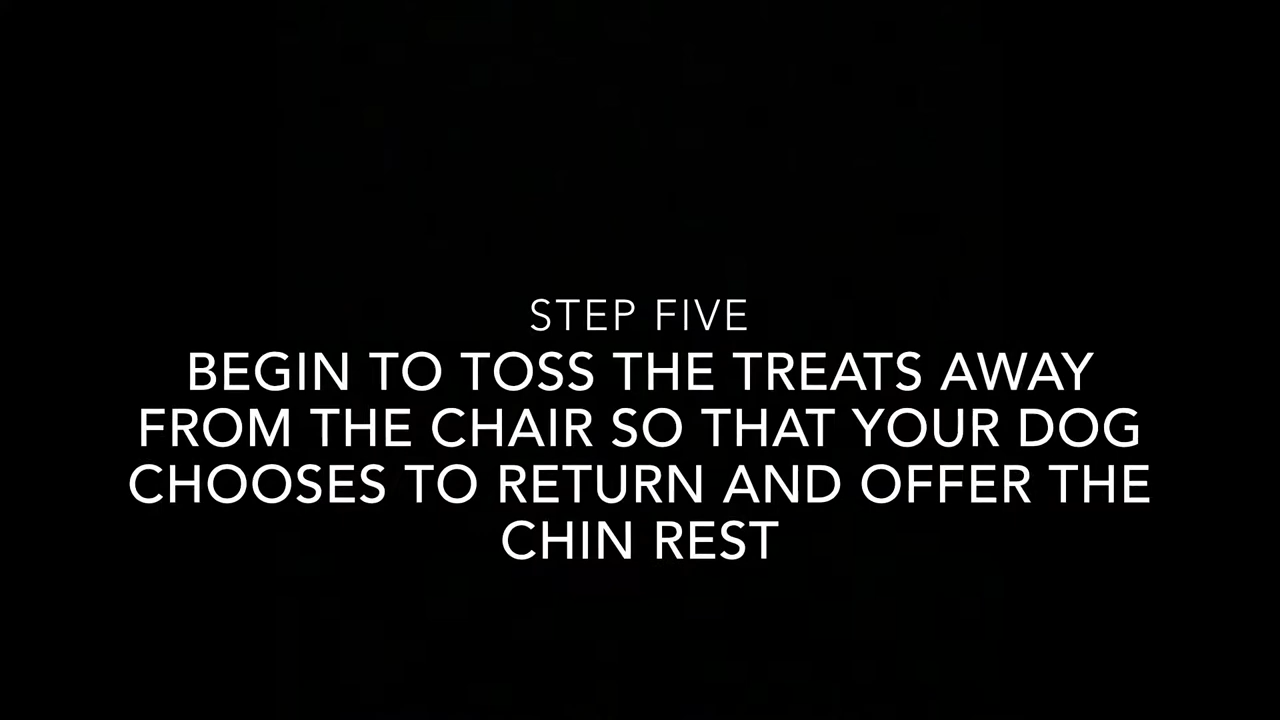 STEP FIVE
BEGIN TO TOSS THE TREATS AWAY
FROM THE CHAIR SO THAT YOUR DOG
CHOOSES TO RETURN AND OFFER THE
CHIN REST